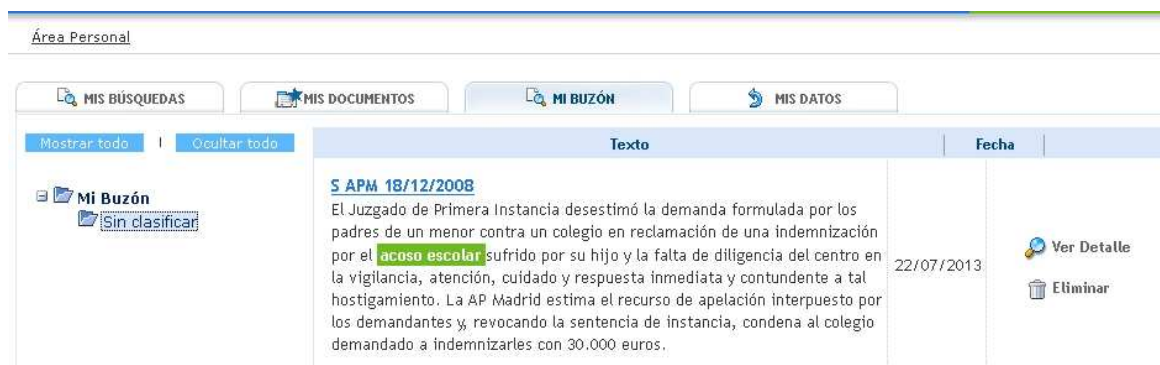 Área Personal
MIS BÚSQUEDAS
MIS DOCUMENTOS
MI BUZÓN
MIS DATOS
Mostrar todo | Ocultar todo
Texto
Fecha
Mi Buzón
Sin clasificar
S APM 18/12/2008
El Juzgado de Primera Instancia desestimó la demanda formulada por los
padres de un menor contra un colegio en reclamación de una indemnización
por el acoso escolar sufrido por su hijo y la falta de diligencia del centro en
la vigilancia, atención, cuidado y respuesta inmediata y contundente a tal
hostigamiento. La AP Madrid estima el recurso de apelación interpuesto por
los demandantes y, revocando la sentencia de instancia, condena al colegio
demandado a indemnizarles con 30.000 euros.
22/07/2013
Ver Detalle
Eliminar